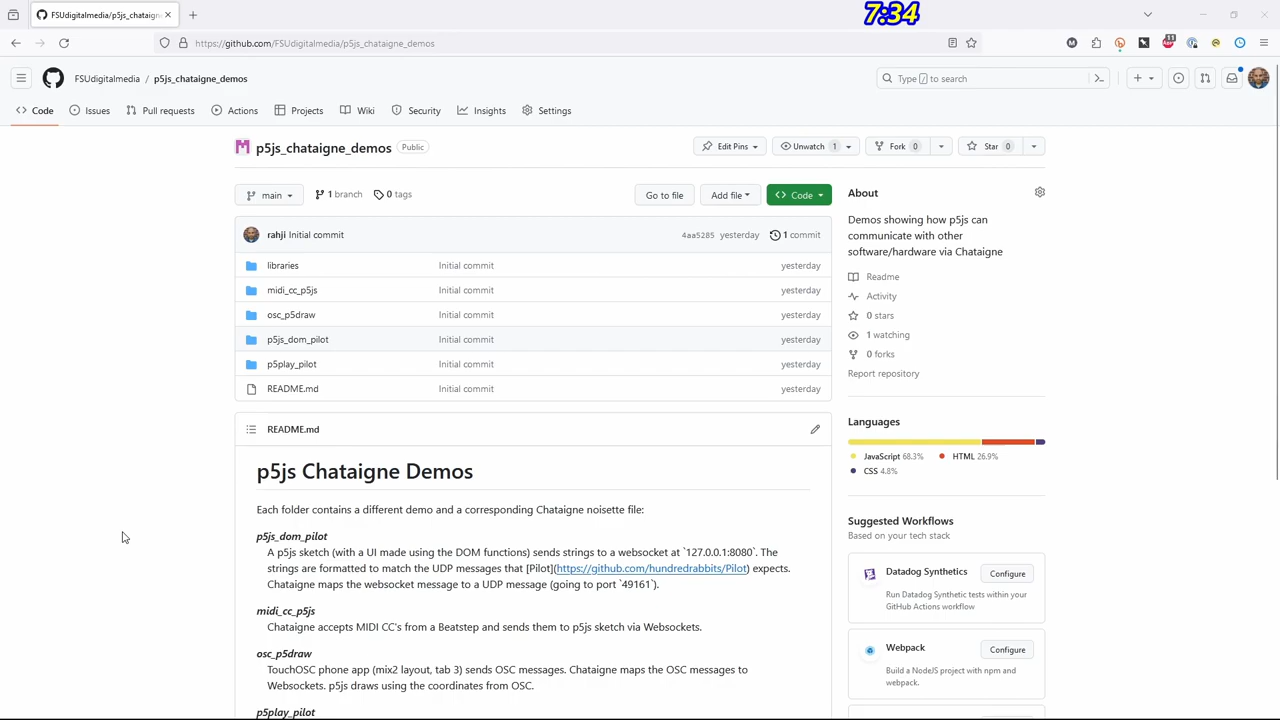 7:34
FSUdigitalmedia/p5js_chataigne
https://github.com/FSUdigitalmedia/p5js_chataigne_demos
FSUdigitalmedia / p5js_chataigne_demos
Type / to search
Code
Issues
Pull requests
Actions
Projects
Wiki
Security
Insights
Settings
p5js_chataigne_demos Public
Edit Pins
Unwatch 1
Fork 0
Star 0
main
1 branch
0 tags
Go to file
Add file
Code
rahji Initial commit
4aa5285 yesterday
1 commit
libraries Initial commit yesterday
midi_cc_p5js Initial commit yesterday
osc_p5draw Initial commit yesterday
p5js_dom_pilot Initial commit yesterday
p5play_pilot Initial commit yesterday
README.md Initial commit yesterday
README.md
p5js Chataigne Demos
Each folder contains a different demo and a corresponding Chataigne noisette file:
p5js_dom_pilot
A p5js sketch (with a UI made using the DOM functions) sends strings to a websocket at `127.0.0.1:8080`. The
strings are formatted to match the UDP messages that [Pilot](https://github.com/hundredrabbits/Pilot) expects.
Chataigne maps the websocket message to a UDP message (going to port `49161`).
midi_cc_p5js
Chataigne accepts MIDI CC's from a Beatstep and sends them to p5js sketch via Websockets.
osc_p5draw
TouchOSC phone app (mix2 layout, tab 3) sends OSC messages. Chataigne maps the OSC messages to
Websockets. p5js draws using the coordinates from OSC.
p5play_pilot
About
Demos showing how p5js can
communicate with other
software/hardware via Chataigne
Readme
Activity
0 stars
1 watching
0 forks
Report repository
Languages
JavaScript 68.3%
HTML 26.9%
CSS 4.8%
Suggested Workflows
Based on your tech stack
Datadog Synthetics
Configure
Run Datadog Synthetic tests within your
GitHub Actions workflow
Webpack
Configure
Build a NodeJS project with npm and
webpack.